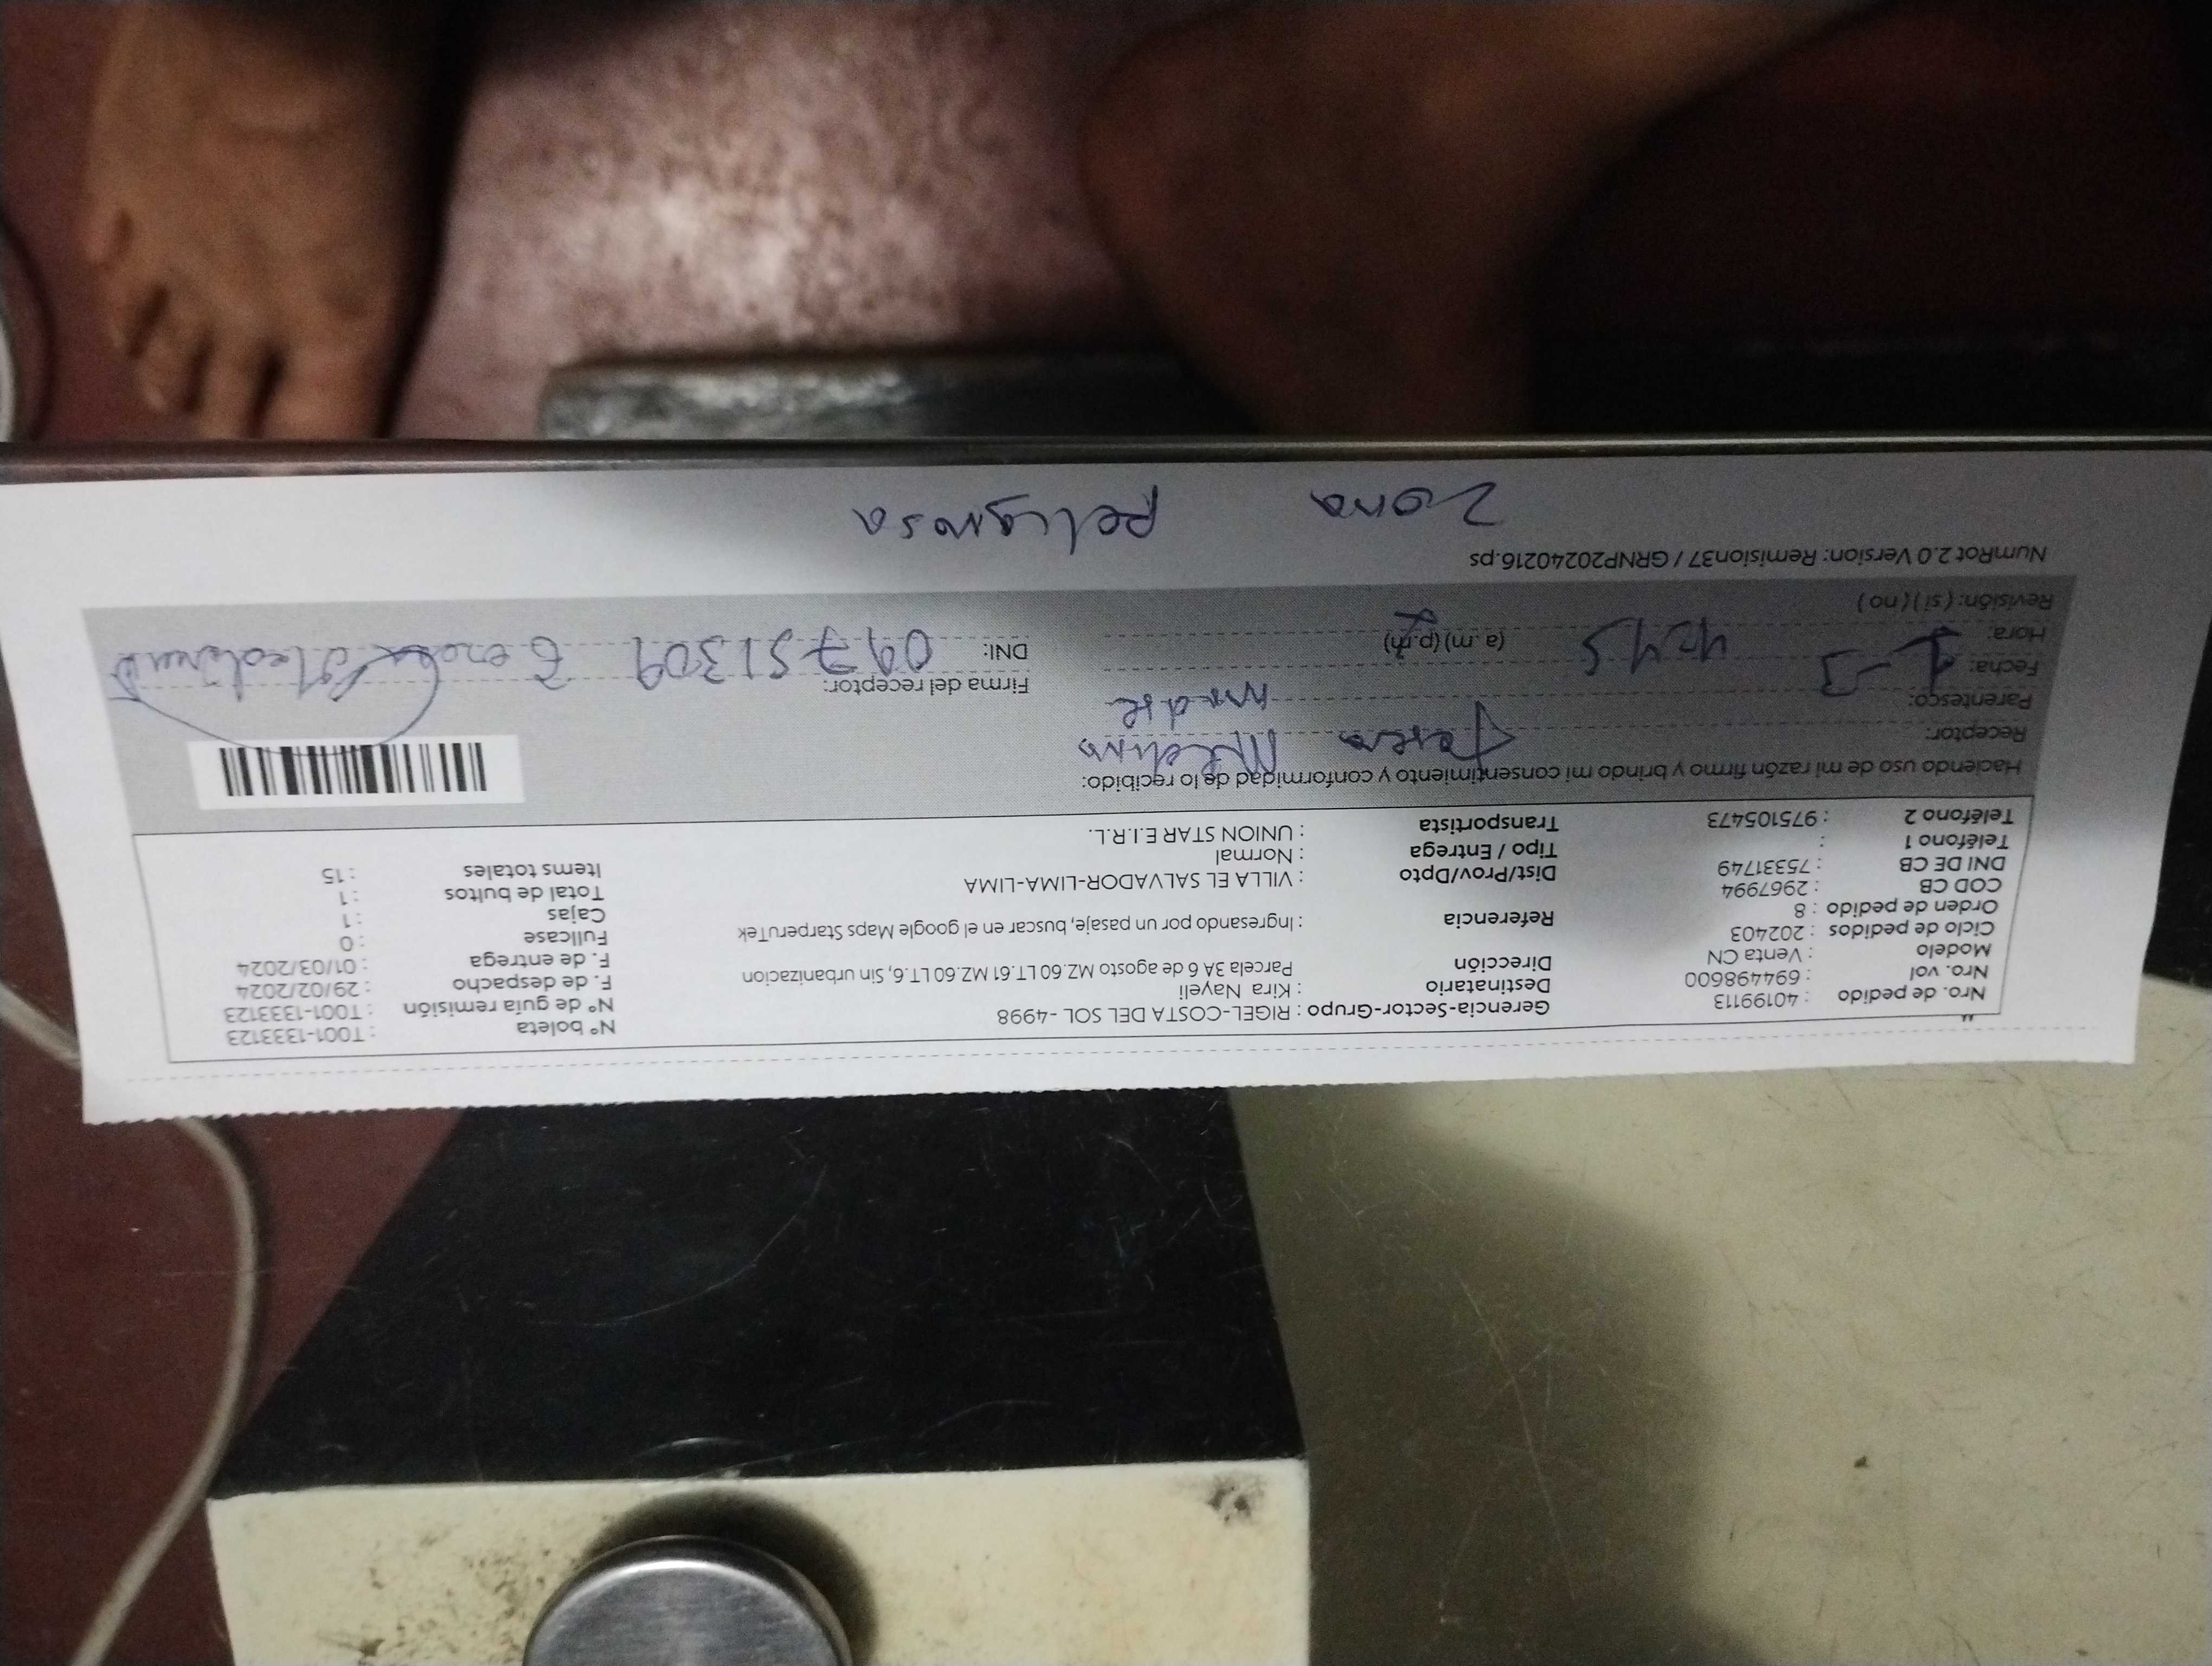 Nro. de pedido : 40199113
Nro. vol : 694498600
Modelo : Venta CN
Ciclo de pedidos : 202403
Orden de pedido : 8
COD CB : 2967994
DNI DE CB : 75331749
Teléfono 1 :
Teléfono 2 : 975105473
Gerencia-Sector-Grupo : RIGEL-COSTA DEL SOL -4998
Destinatario : Kira Nayeli
Dirección Parcela 3A 6 de agosto MZ.60 LT.61 MZ.60 LT.6, Sin urbanizacion
Referencia : Ingresando por un pasaje, buscar en el google Maps StarperuTek
Dist/Prov/Dpto : VILLA EL SALVADOR-LIMA-LIMA
Tipo / Entrega : Normal
Transportista : UNION STAR E.I.R.L.
N° boleta : T001-1333123
N° de guía remisión : T001-1333123
F. de despacho : 29/02/2024
F. de entrega : 01/03/2024
Fullcase : 0
Cajas : 1
Total de bultos : 1
Items totales : 15
Haciendo uso de mi razón firmo y brindo mi consentimiento y conformidad de lo recibido:
Receptor: Medina
Parentesco: madre
Fecha: 1-3
Hora: 4:45 (a.m) (p.m)
Revisión: ( si ) ( no )
Firma del receptor:
DNI: 09751309
NumRot 2.0 Version: Remision37 / GRNP20240216.ps
Zona Peligrosa